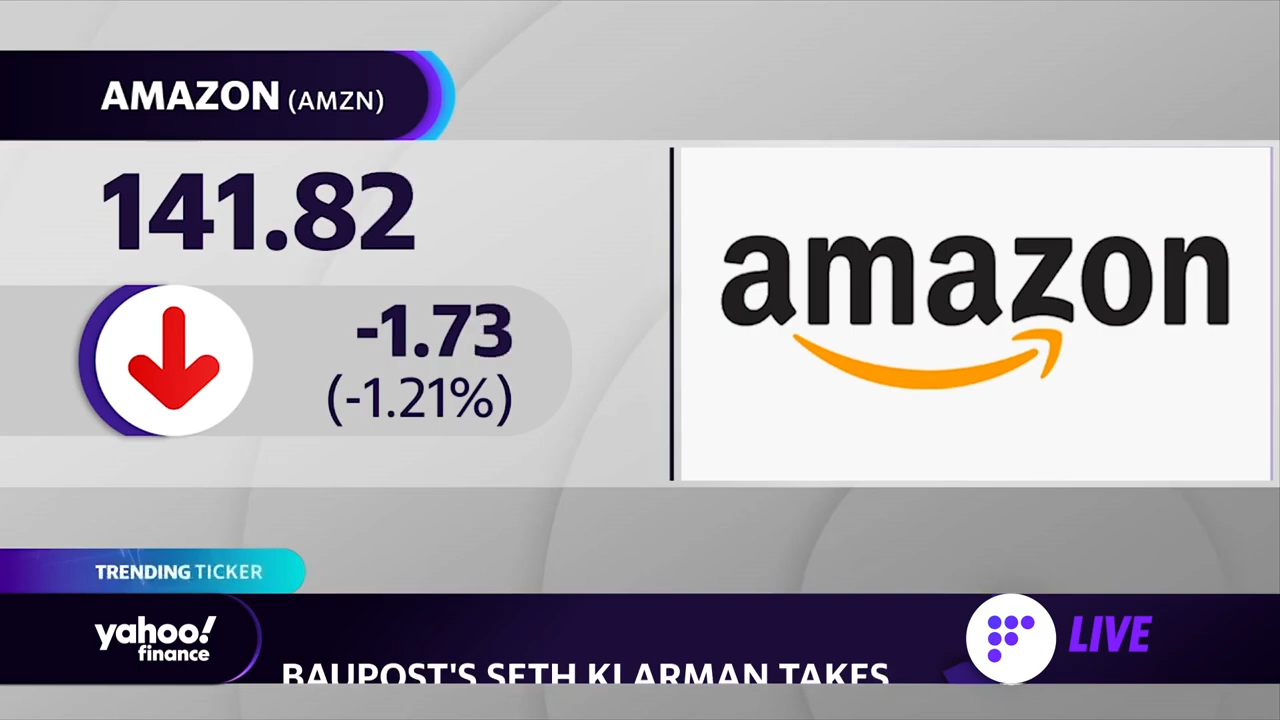 AMAZON (AMZN)
141.82
-1.73
(-1.21%)
amazon
TRENDING TICKER
yahoo!
finance
BAUPOST'S SETH KLARMAN TAKES
LIVE